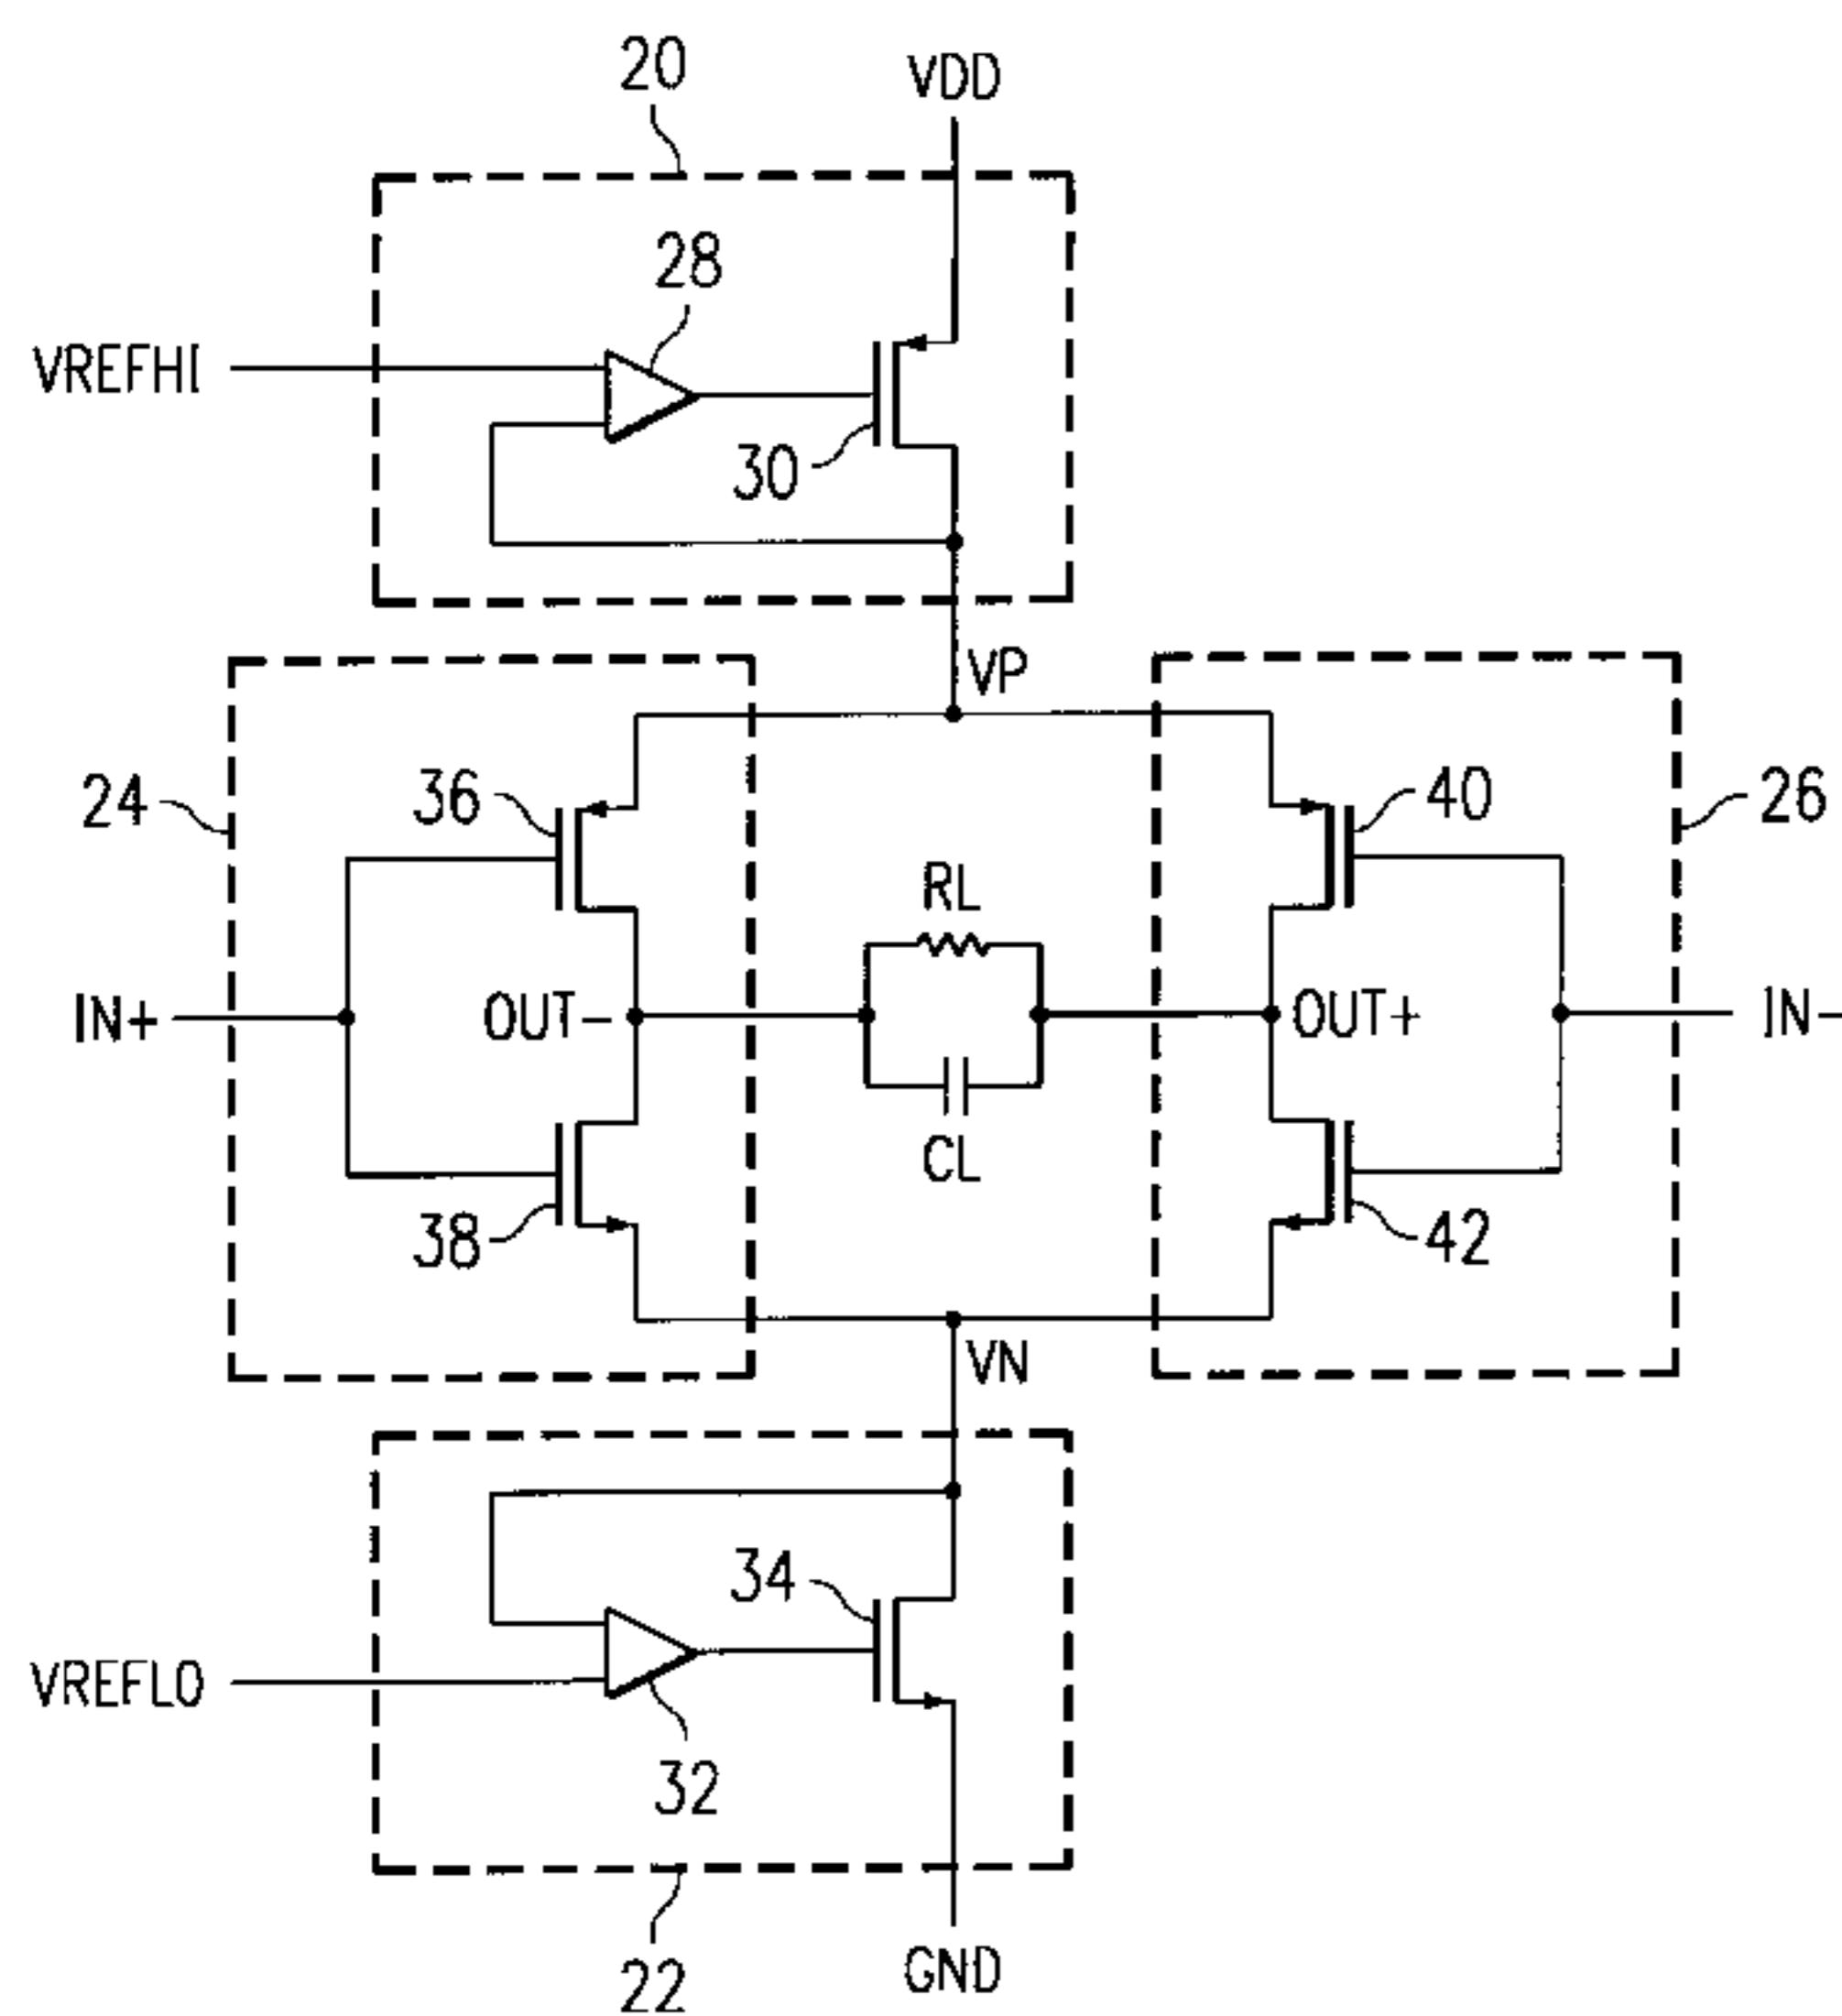 20
VDD
28
VREFHI
30
VP
24
36
40
26
RL
IN+
OUT-
OUT+
IN-
CL
38
42
VN
34
VREFLO
32
22
GND